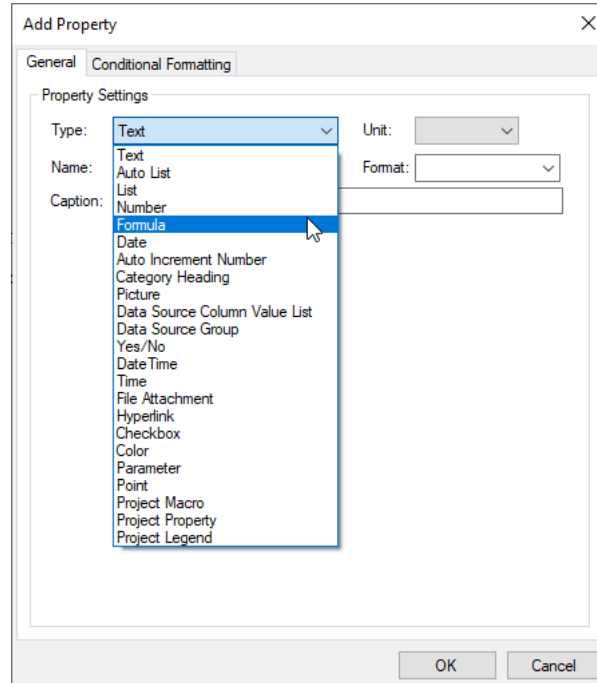 Add Property
General Conditional Formatting
Property Settings
Type: Text Unit:
Name: Format:
Caption:
Text
Auto List
List
Number
Formula
Date
Auto Increment Number
Category Heading
Picture
Data Source Column Value List
Data Source Group
Yes/No
DateTime
Time
File Attachment
Hyperlink
Checkbox
Color
Parameter
Point
Project Macro
Project Property
Project Legend
OK Cancel